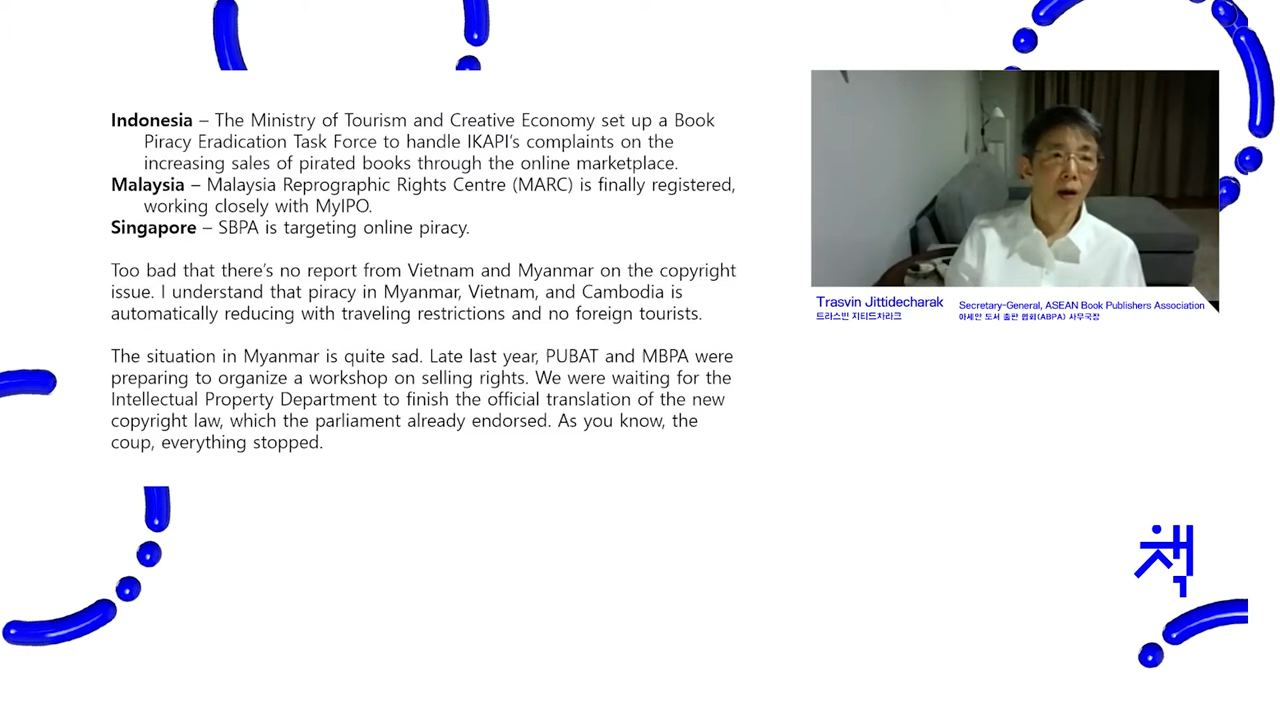 Indonesia – The Ministry of Tourism and Creative Economy set up a Book
Piracy Eradication Task Force to handle IKAPI's complaints on the
increasing sales of pirated books through the online marketplace.
Malaysia – Malaysia Reprographic Rights Centre (MARC) is finally registered,
working closely with MyIPO.
Singapore – SBPA is targeting online piracy.
Too bad that there's no report from Vietnam and Myanmar on the copyright
issue. I understand that piracy in Myanmar, Vietnam, and Cambodia is
automatically reducing with traveling restrictions and no foreign tourists.
The situation in Myanmar is quite sad. Late last year, PUBAT and MBPA were
preparing to organize a workshop on selling rights. We were waiting for the
Intellectual Property Department to finish the official translation of the new
copyright law, which the parliament already endorsed. As you know, the
coup, everything stopped.
Trasvin Jittidecharak
트라스빈 지티드차라크
Secretary-General, ASEAN Book Publishers Association
아세안 도서 출판 협회(ABPA) 사무국장
책